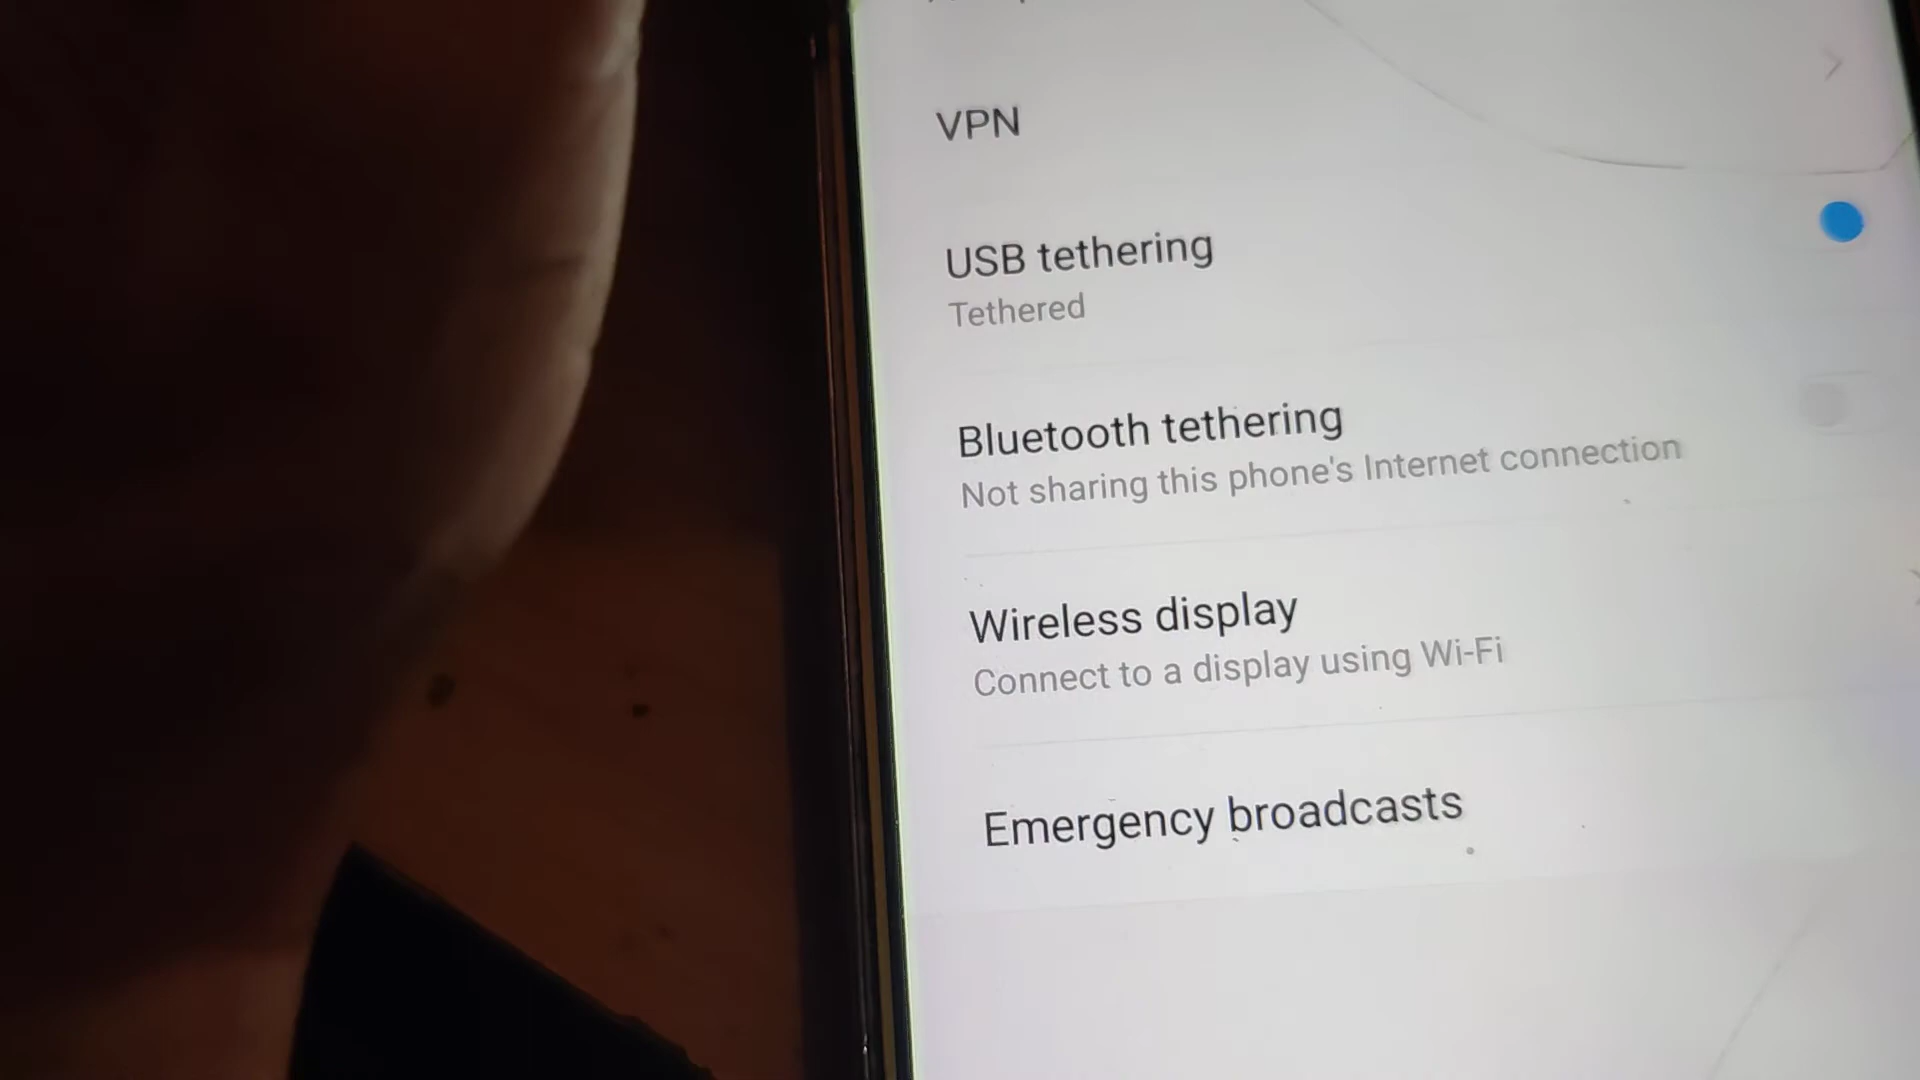 VPN
USB tethering
Tethered
Bluetooth tethering
Not sharing this phone's Internet connection
Wireless display
Connect to a display using Wi-Fi
Emergency broadcasts